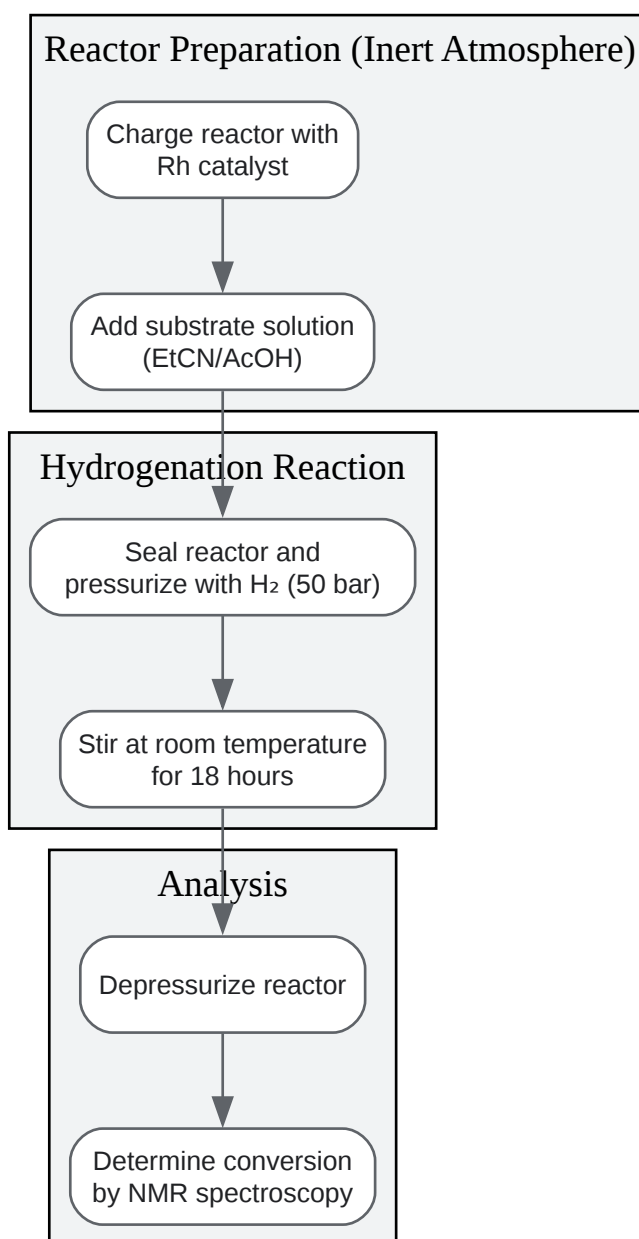 Reactor Preparation (Inert Atmosphere)
Charge reactor with
Rh catalyst
Add substrate solution
(EtCN/AcOH)
Hydrogenation Reaction
Seal reactor and
pressurize with H₂ (50 bar)
Stir at room temperature
for 18 hours
Analysis
Depressurize reactor
Determine conversion
by NMR spectroscopy